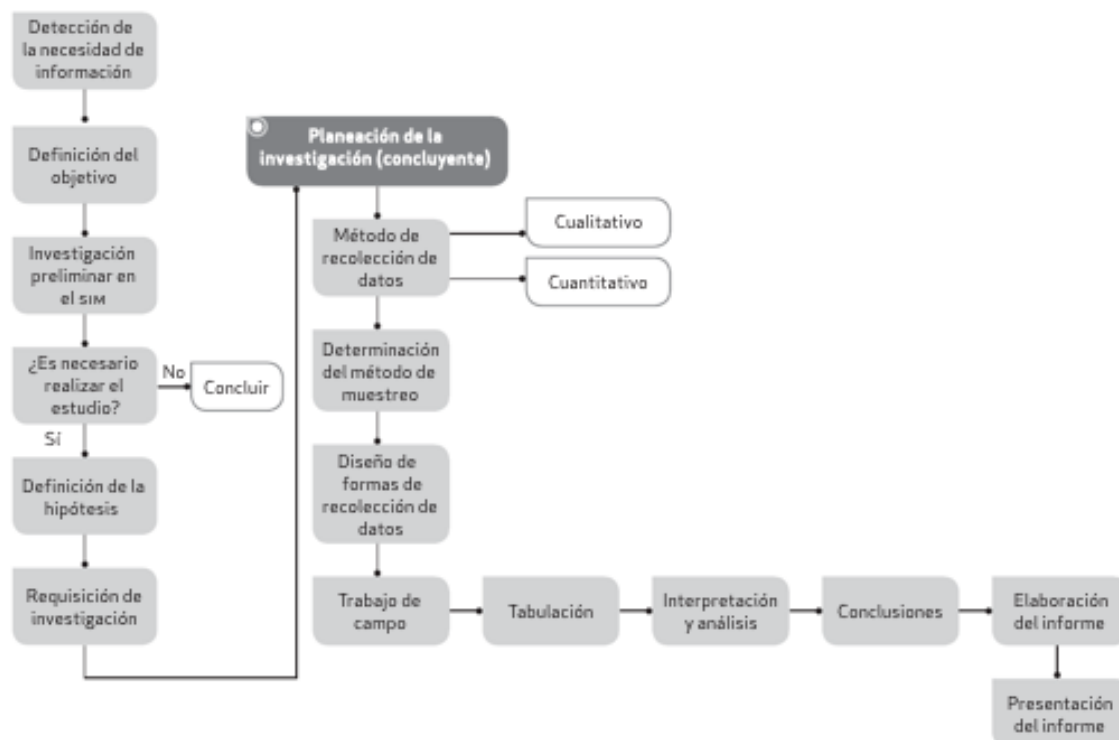 Detección de
la necesidad de
información
Definición del
objetivo
Investigación
preliminar en
el SIM
¿Es necesario
realizar el
estudio?
No
Concluir
Sí
Definición de la
hipótesis
Requisición de
investigación
Planeación de la
investigación (concluyente)
Método de
recolección de
datos
Cualitativo
Cuantitativo
Determinación
del método de
muestreo
Diseño de
formas de
recolección de
datos
Trabajo de
campo
Tabulación
Interpretación
y análisis
Conclusiones
Elaboración
del informe
Presentación
del informe